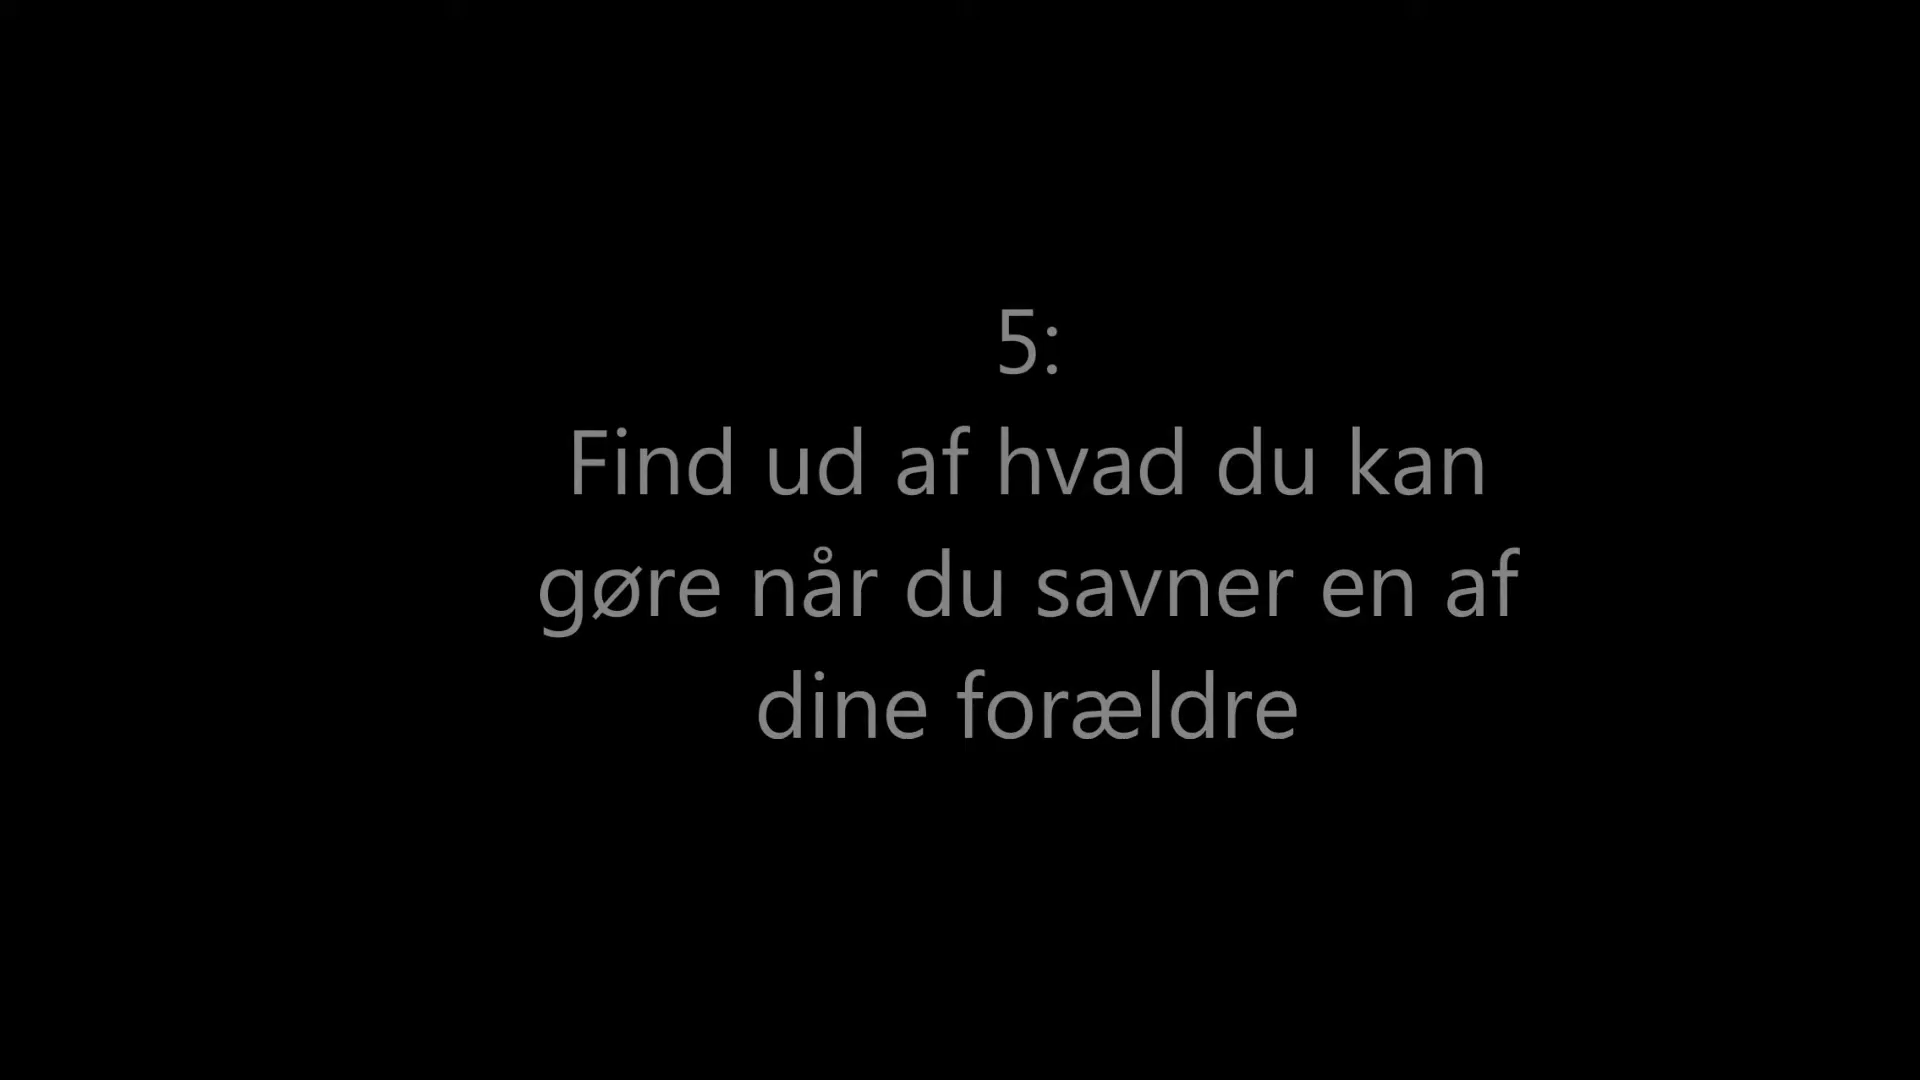 5:
Find ud af hvad du kan
gøre når du savner en af
dine forældre